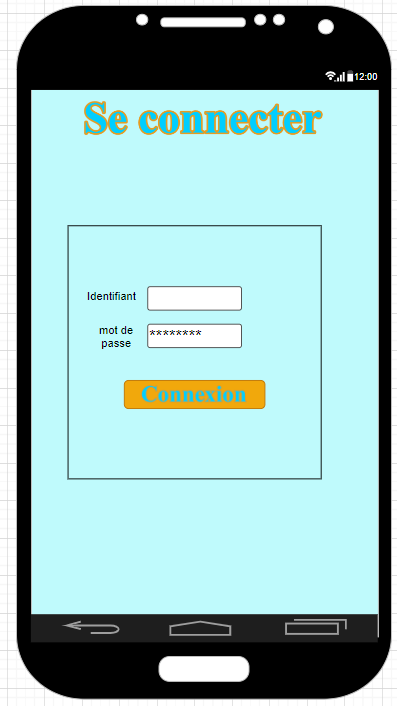 12:00
Se connecter
Identifiant
mot de
passe
********
Connexion